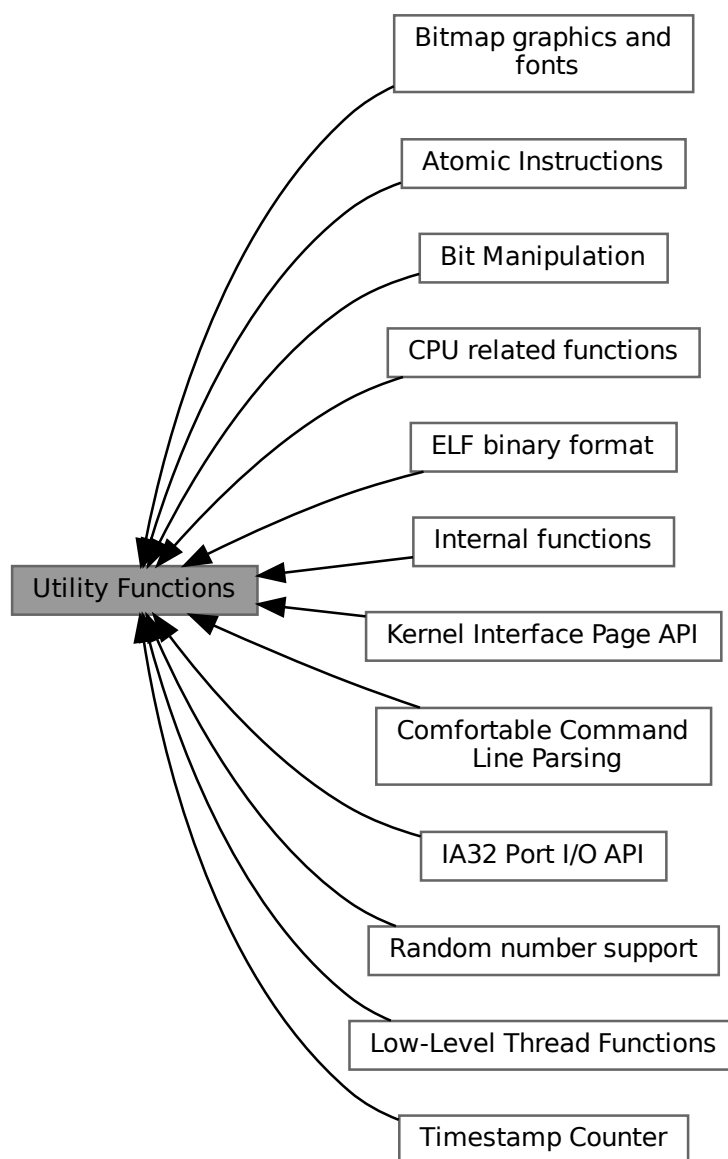 Bitmap graphics and
fonts
Atomic Instructions
Bit Manipulation
CPU related functions
ELF binary format
Internal functions
Utility Functions
Kernel Interface Page API
Comfortable Command
Line Parsing
IA32 Port I/O API
Random number support
Low-Level Thread Functions
Timestamp Counter